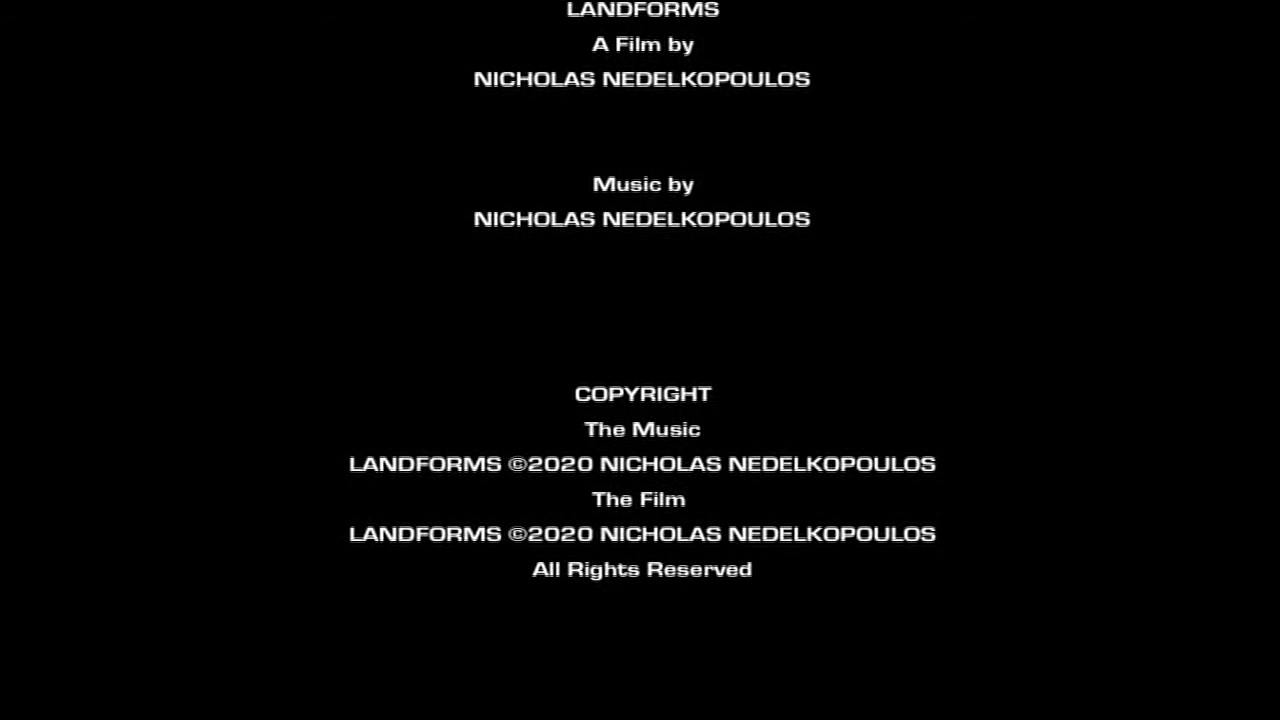 LANDFORMS
A Film by
NICHOLAS NEDELKOPOULOS
Music by
NICHOLAS NEDELKOPOULOS
COPYRIGHT
The Music
LANDFORMS ©2020 NICHOLAS NEDELKOPOULOS
The Film
LANDFORMS ©2020 NICHOLAS NEDELKOPOULOS
All Rights Reserved